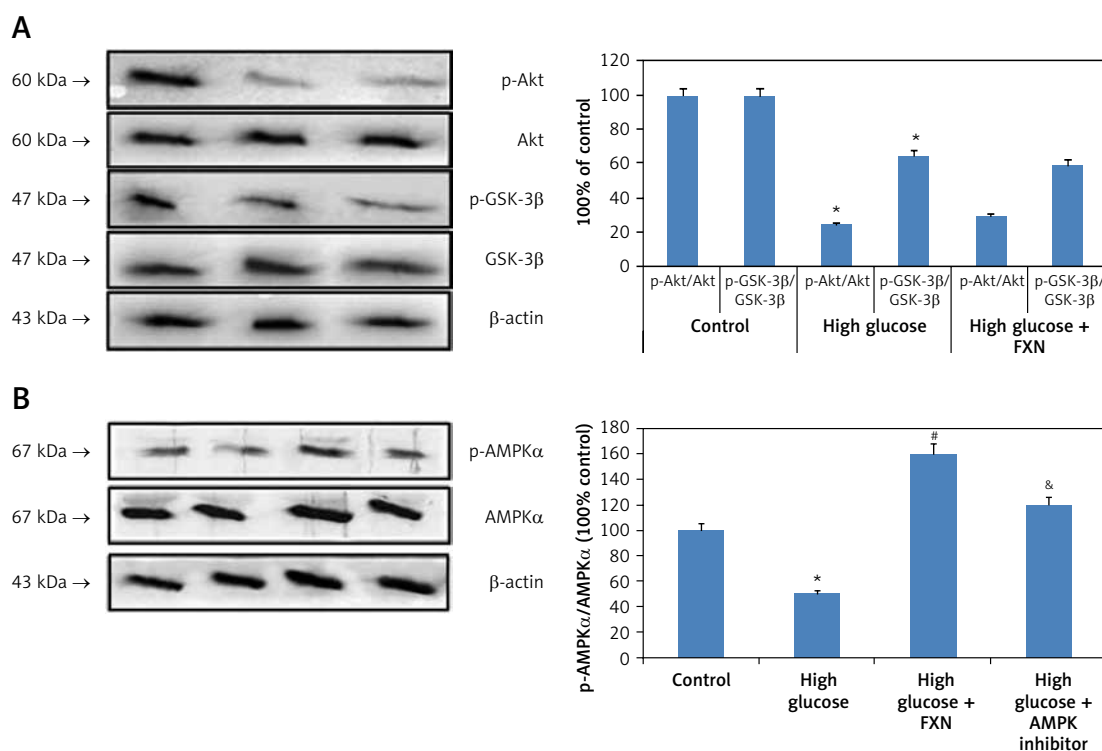 A
60 kDa → p-Akt
60 kDa → Akt
47 kDa → p-GSK-3β
47 kDa → GSK-3β
43 kDa → β-actin
100% of control
120
100
80
60
40
20
0
* *
p-Akt/Akt p-GSK-3β/ p-Akt/Akt p-GSK-3β/ p-Akt/Akt p-GSK-3β/
GSK-3β GSK-3β GSK-3β
Control High glucose High glucose +
FXN
B
67 kDa → p-AMPKα
67 kDa → AMPKα
43 kDa → β-actin
p-AMPKα/AMPKα (100% control)
180
160
140
120
100
80
60
40
20
0
* # &
Control High High High
glucose glucose + glucose +
FXN AMPK
inhibitor